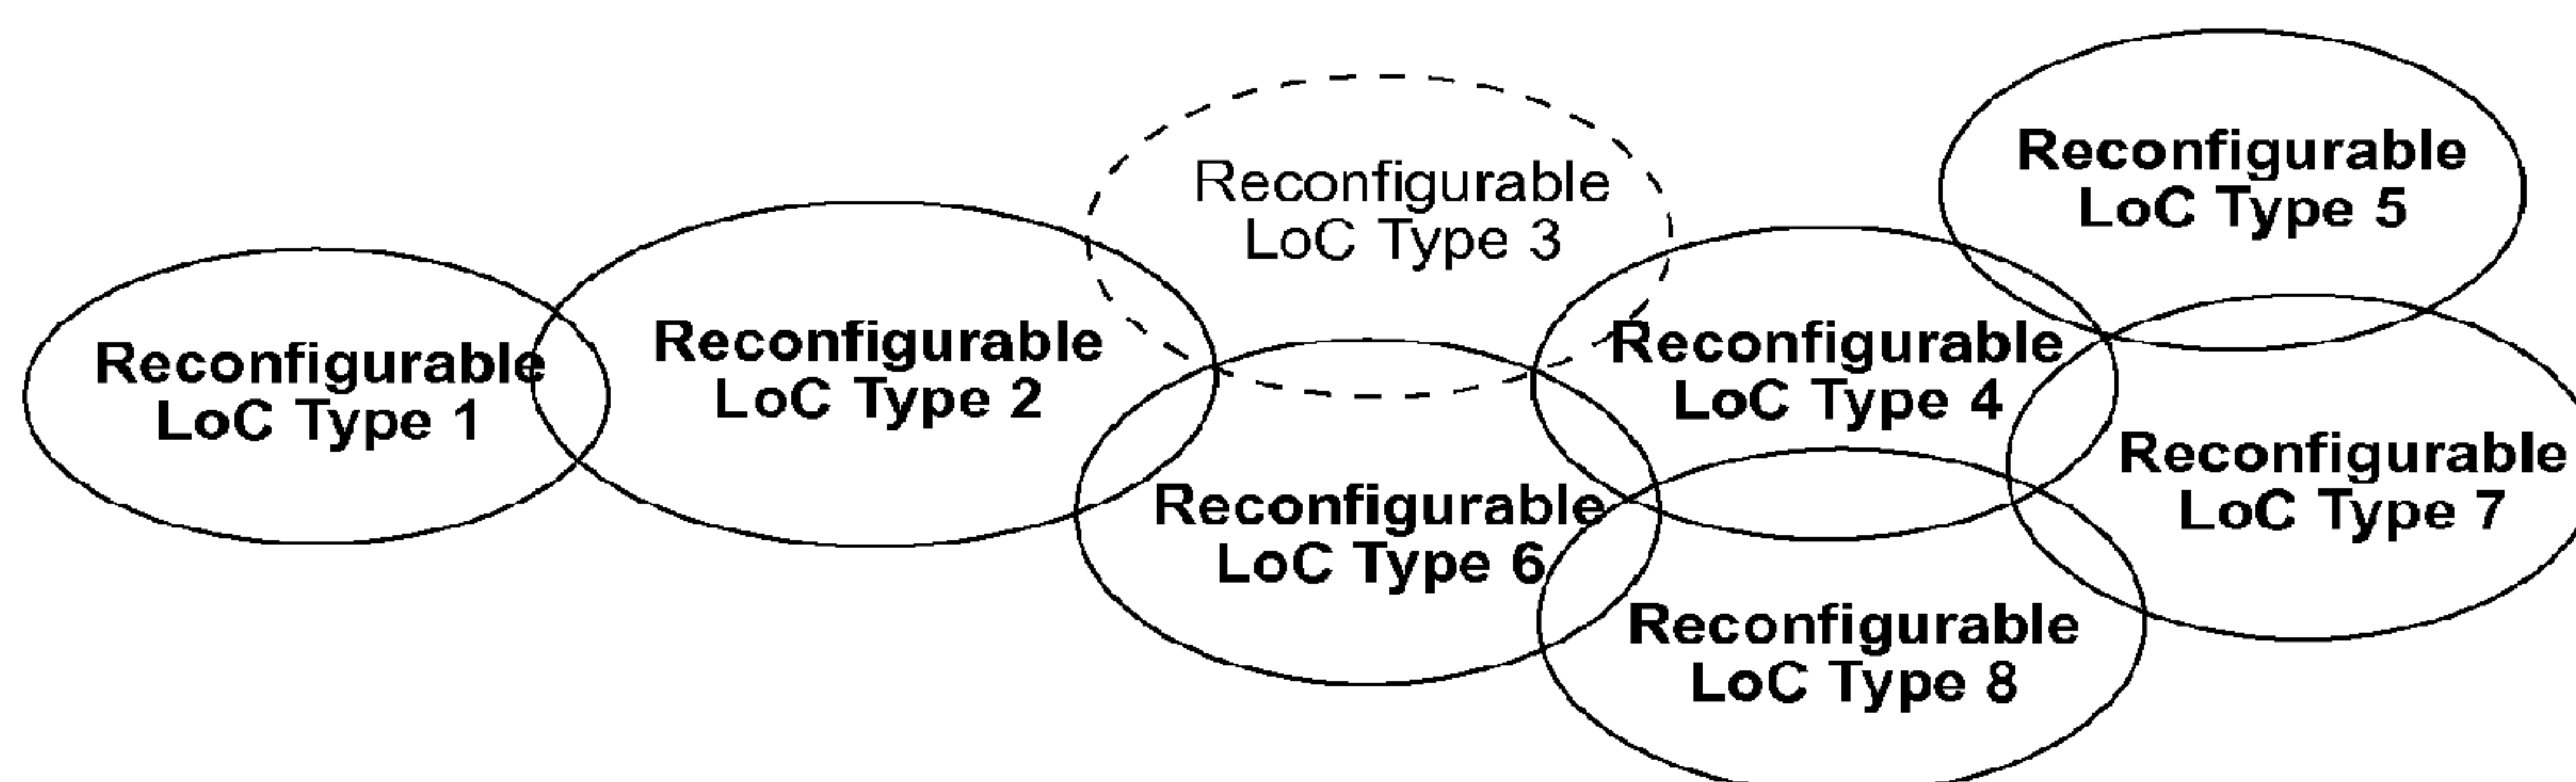 Reconfigurable
LoC Type 1
Reconfigurable
LoC Type 2
Reconfigurable
LoC Type 3
Reconfigurable
LoC Type 4
Reconfigurable
LoC Type 5
Reconfigurable
LoC Type 6
Reconfigurable
LoC Type 7
Reconfigurable
LoC Type 8